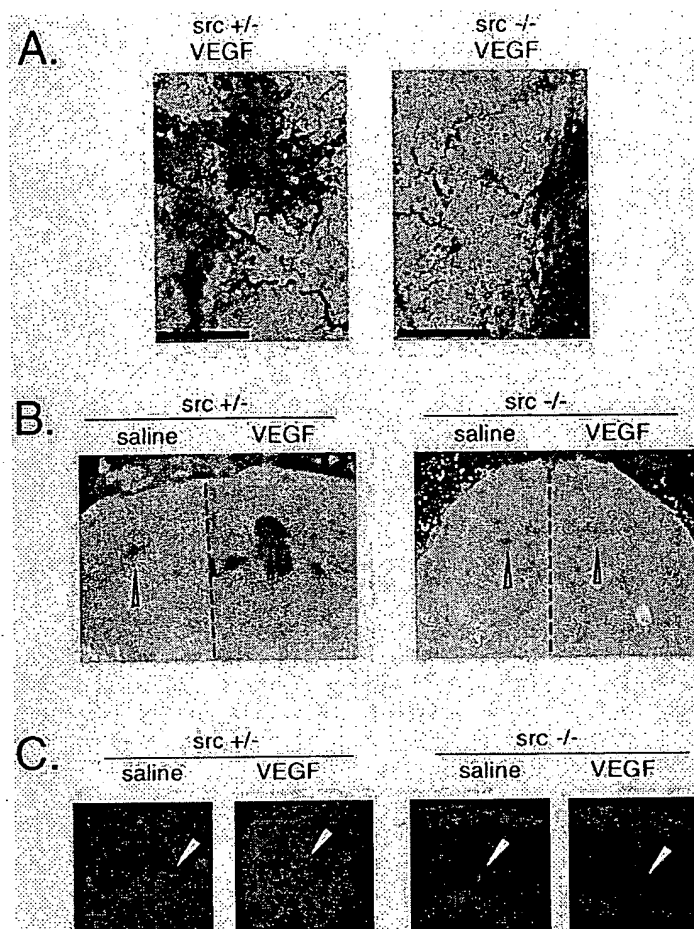 A.
src +/-
VEGF
src -/-
VEGF
B.
src +/-
src -/-
saline VEGF
saline VEGF
C.
src +/-
src -/-
saline VEGF
saline VEGF